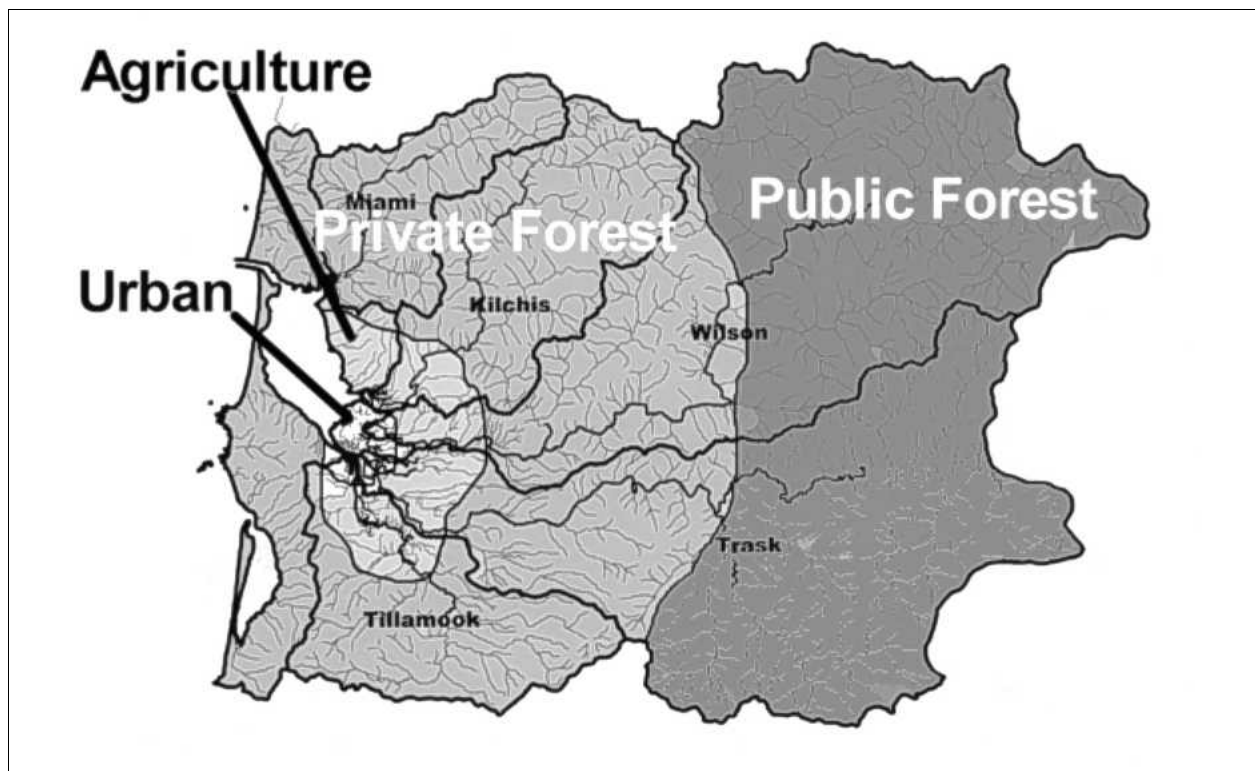 Agriculture
Public Forest
Miami
Private Forest
Urban
Kilchis
Wilson
Trask
Tillamook